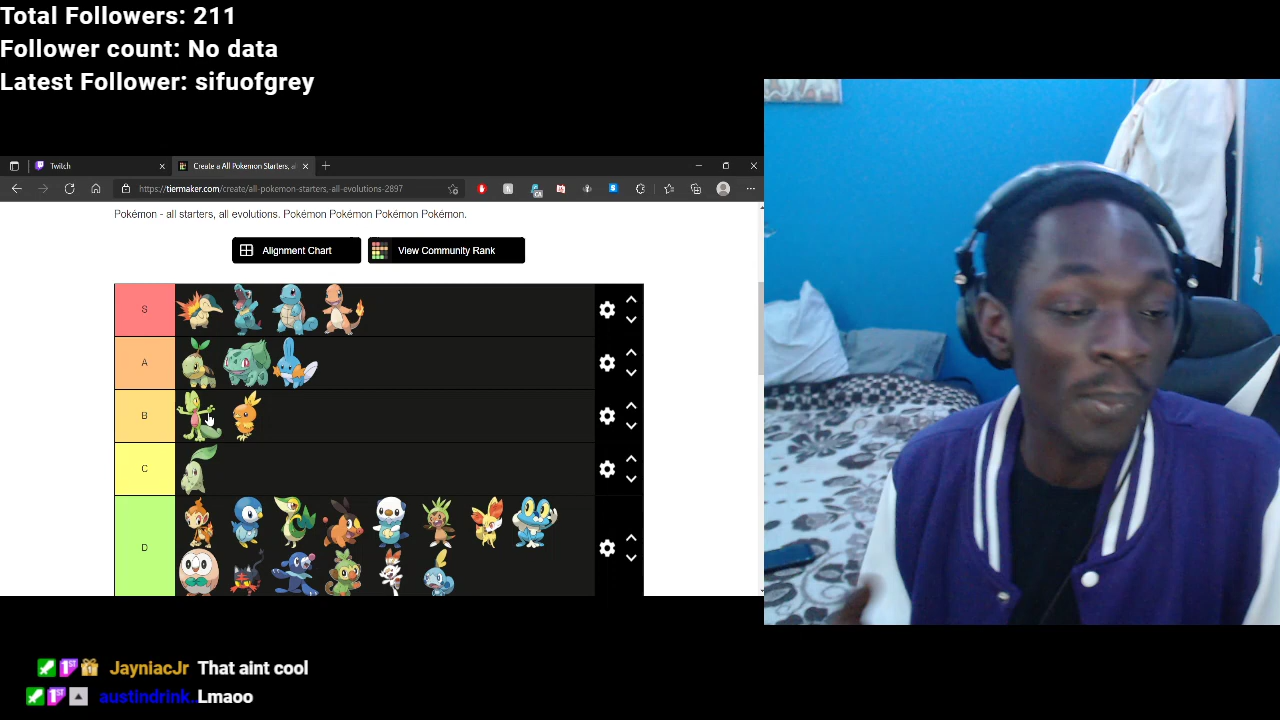 Total Followers: 211
Follower count: No data
Latest Follower: sifuofgrey
Twitch
Create a All Pokemon Starters, a
https://tiermaker.com/create/all-pokemon-starters,-all-evolutions-2897
Pokémon - all starters, all evolutions. Pokémon Pokémon Pokémon Pokémon.
Alignment Chart
View Community Rank
S
A
B
C
D
JayniacJr That aint cool
austindrink.. Lmaoo